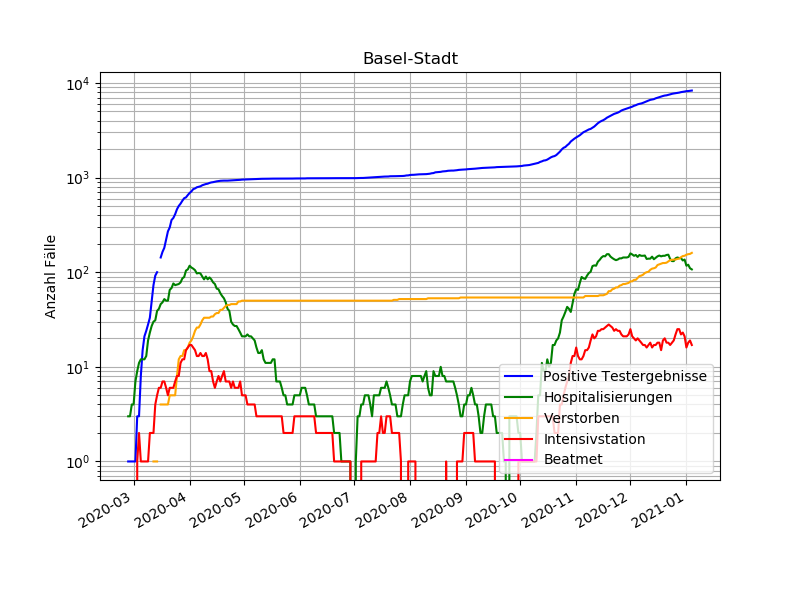 Basel-Stadt
Anzahl Fälle
10⁴
10³
10²
10¹
10⁰
2020-03
2020-04
2020-05
2020-06
2020-07
2020-08
2020-09
2020-10
2020-11
2020-12
2021-01
Positive Testergebnisse
Hospitalisierungen
Verstorben
Intensivstation
Beatmet